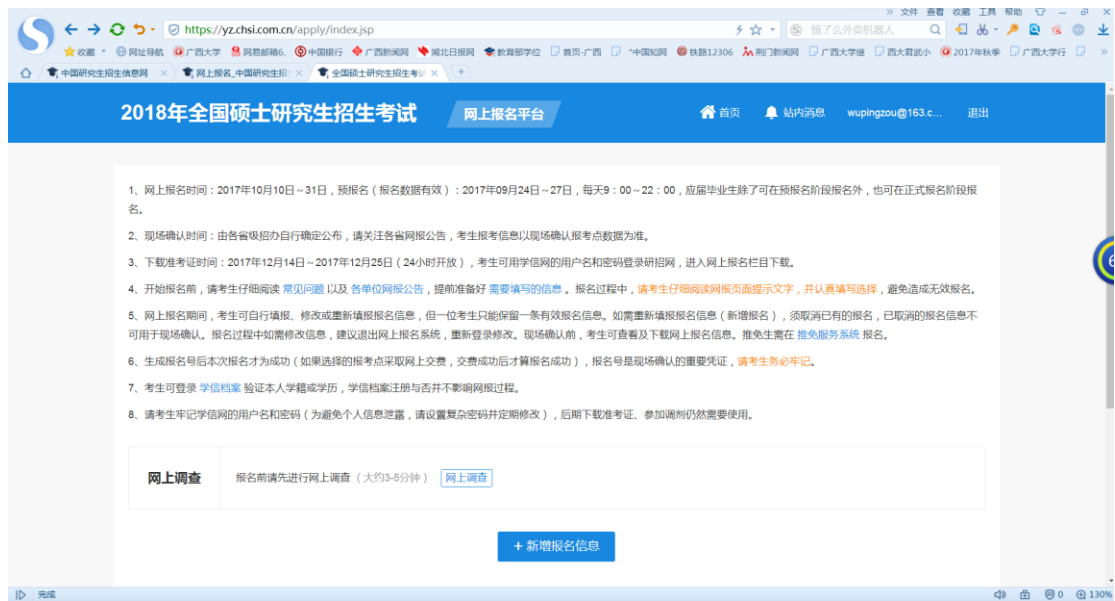 文件 查看 收藏 工具 帮助
https://yz.chsi.com.cn/apply/index.jsp
饿了么外卖机器人
收藏 网址导航 广西大学 网易邮箱6. 中国银行 广西新闻网 湖北日报网 教育部学位 首页-广西 中国知网 铁路12306 荆门新闻网 广西大学继 西大君武小 2017年秋季 广西大学行
中国研究生招生信息网 网上报名_中国研究生招 全国硕士研究生招生考试
2018年全国硕士研究生招生考试 网上报名平台 首页 站内消息 wupingzou@163.c... 退出
1、网上报名时间：2017年10月10日～31日，预报名（报名数据有效）：2017年09月24日～27日，每天9：00～22：00，应届毕业生除了可在预报名阶段报名外，也可在正式报名阶段报
名。
2、现场确认时间：由各省级招办自行确定公布，请关注各省网报公告，考生报考信息以现场确认报考点数据为准。
3、下载准考证时间：2017年12月14日～2017年12月25日（24小时开放），考生可用学信网的用户名和密码登录研招网，进入网上报名栏目下载。
4、开始报名前，请考生仔细阅读 常见问题 以及 各单位网报公告，提前准备好 需要填写的信息 。报名过程中，请考生仔细阅读网报页面提示文字，并认真填写选择，避免造成无效报名。
5、网上报名期间，考生可自行填报、修改或重新填报报名信息，但一位考生只能保留一条有效报名信息。如需重新填报报名信息（新增报名），须取消已有的报名，已取消的报名信息不
可用于现场确认。报名过程中如需修改信息，建议退出网上报名系统，重新登录修改。现场确认前，考生可查看及下载网上报名信息。推免生需在 推免服务系统 报名。
6、生成报名号后本次报名才为成功（如果选择的报考点采取网上交费，交费成功后才算报名成功），报名号是现场确认的重要凭证，请考生务必牢记。
7、考生可登录 学信档案 验证本人学籍或学历，学信档案注册与否并不影响网报过程。
8、请考生牢记学信网的用户名和密码（为避免个人信息泄露，请设置复杂密码并定期修改），后期下载准考证、参加调剂仍然需要使用。
网上调查 报名前请先进行网上调查（大约3-5分钟） 网上调查
+ 新增报名信息
完成 0 130%